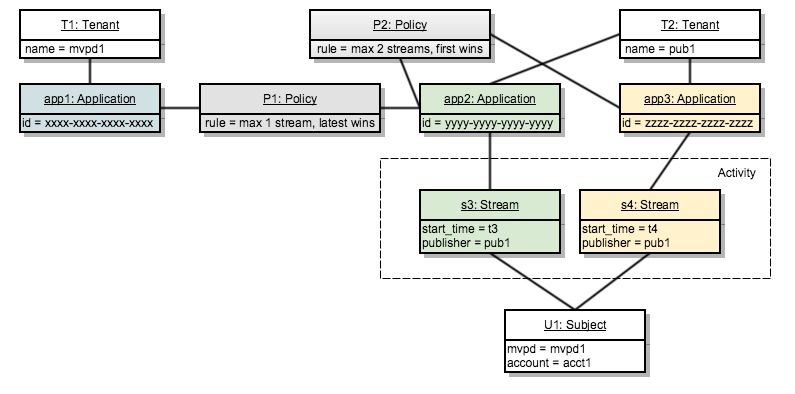 T1: Tenant
name = mvpd1
P2: Policy
rule = max 2 streams, first wins
T2: Tenant
name = pub1
app1: Application
id = xxxx-xxxx-xxxx-xxxx
P1: Policy
rule = max 1 stream, latest wins
app2: Application
id = yyyy-yyyy-yyyy-yyyy
app3: Application
id = zzzz-zzzz-zzzz-zzzz
Activity
s3: Stream
start_time = t3
publisher = pub1
s4: Stream
start_time = t4
publisher = pub1
U1: Subject
mvpd = mvpd1
account = acct1